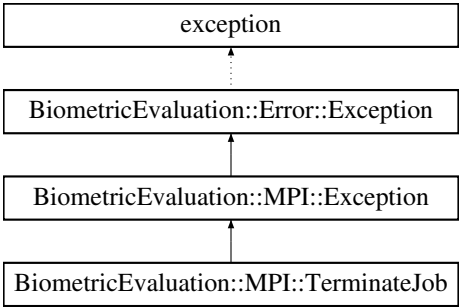 exception
BiometricEvaluation::Error::Exception
BiometricEvaluation::MPI::Exception
BiometricEvaluation::MPI::TerminateJob